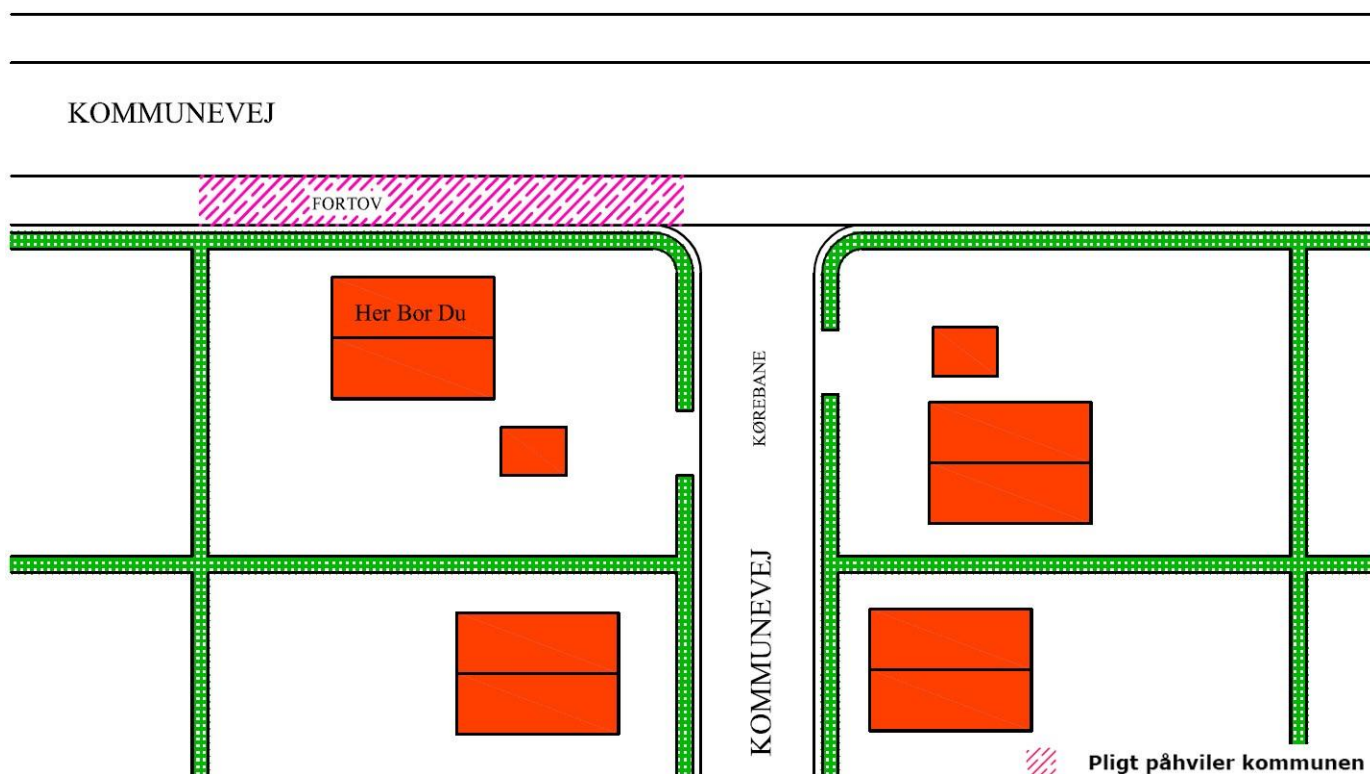 KOMMUNEVEJ
FORTOV
Her Bor Du
KØREBANE
KOMMUNEVEJ
Pligt påhviler kommunen